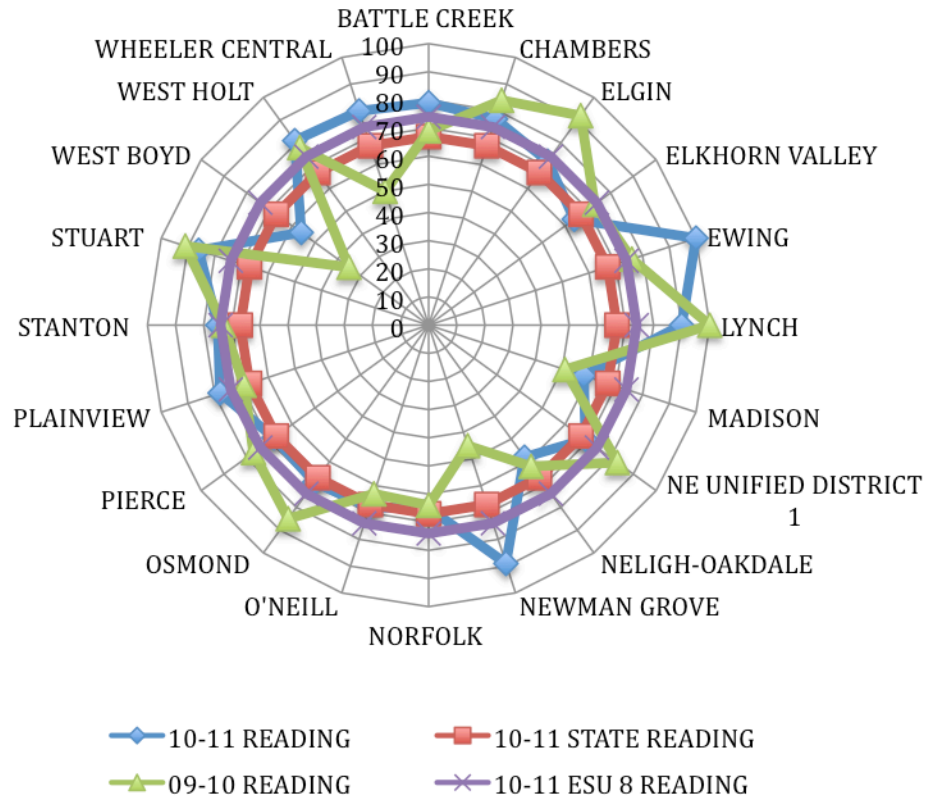 BATTLE CREEK
WHEELER CENTRAL
CHAMBERS
WEST HOLT
ELGIN
WEST BOYD
ELKHORN VALLEY
STUART
EWING
STANTON
LYNCH
PLAINVIEW
MADISON
PIERCE
NE UNIFIED DISTRICT
1
OSMOND
NELIGH-OAKDALE
O'NEILL
NEWMAN GROVE
NORFOLK
100
90
80
70
60
50
40
30
20
10
0
10-11 READING
10-11 STATE READING
09-10 READING
10-11 ESU 8 READING